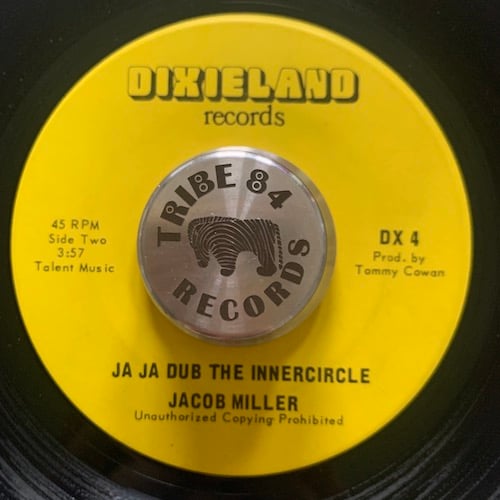 DIXIELAND
records
TRIBE 84
RECORDS
45 RPM
Side Two
3:57
Talent Music
DX 4
Prod. by
Tommy Cowan
JA JA DUB THE INNERCIRCLE
JACOB MILLER
Unauthorized Copying Prohibited